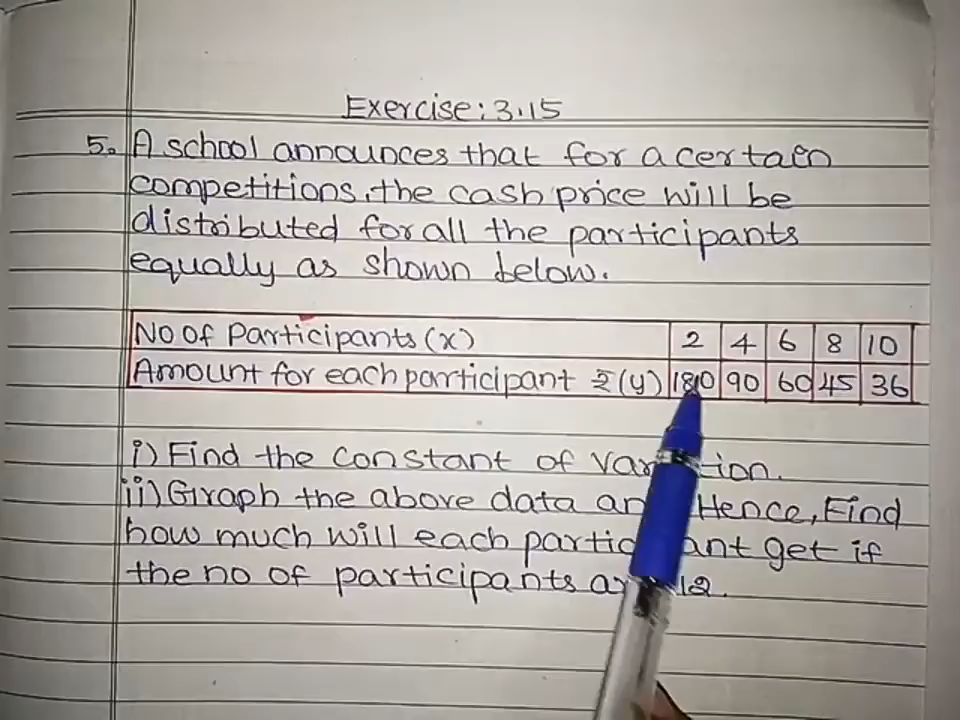 Exercise: 3.15
5. A school announces that for a certain
competitions, the cash price will be
distributed for all the participants
equally as shown below.
No Of Participants (x) 2 4 6 8 10
Amount for each participant ₹ (y) 180 90 60 45 36
i) Find the constant of
ii) Graph the above data Hence, Find
how much will each get if
the no of participants 12.